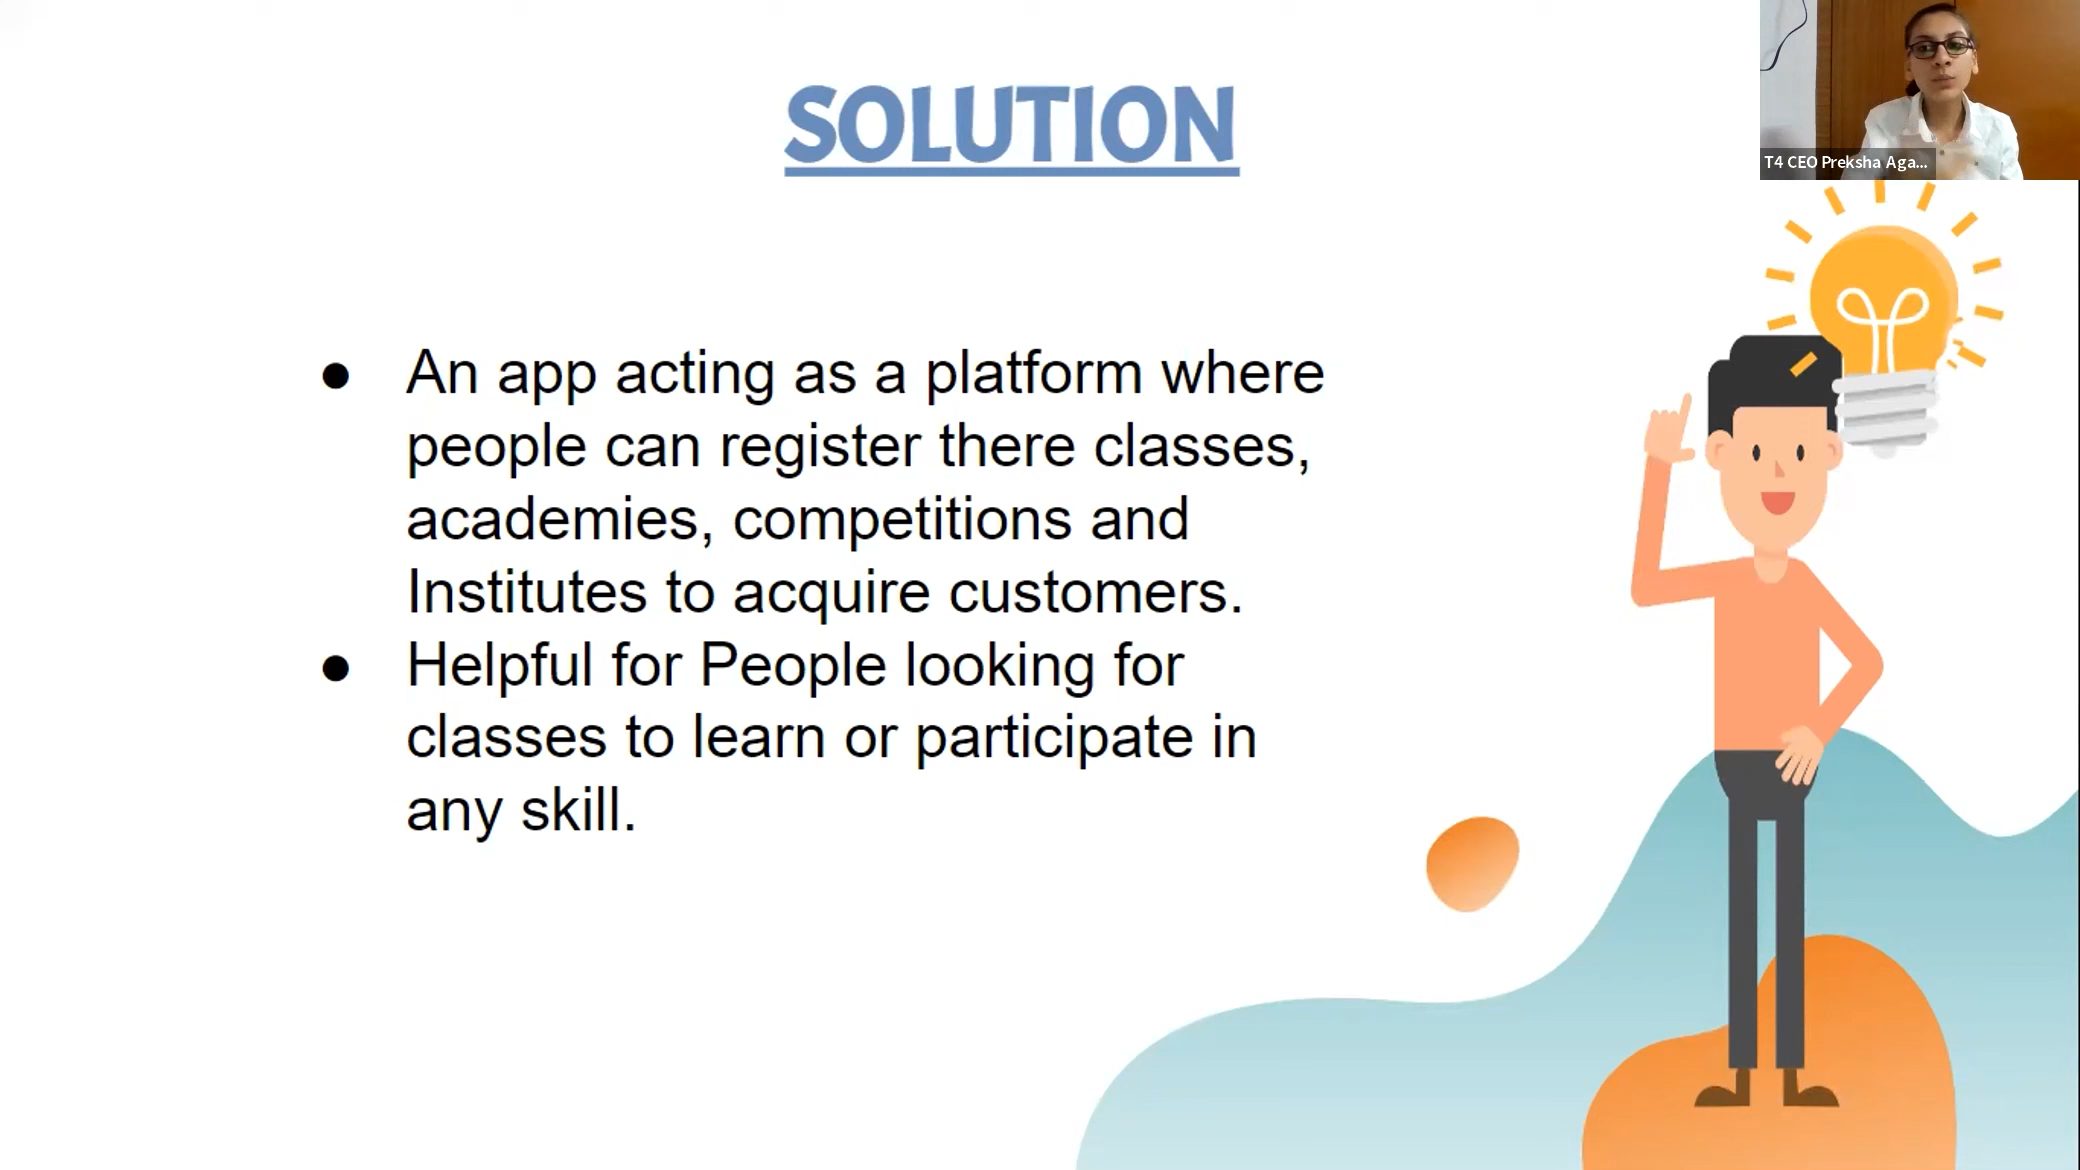 SOLUTION
T4 CEO Preksha Aga...
● An app acting as a platform where
people can register there classes,
academies, competitions and
Institutes to acquire customers.
● Helpful for People looking for
classes to learn or participate in
any skill.